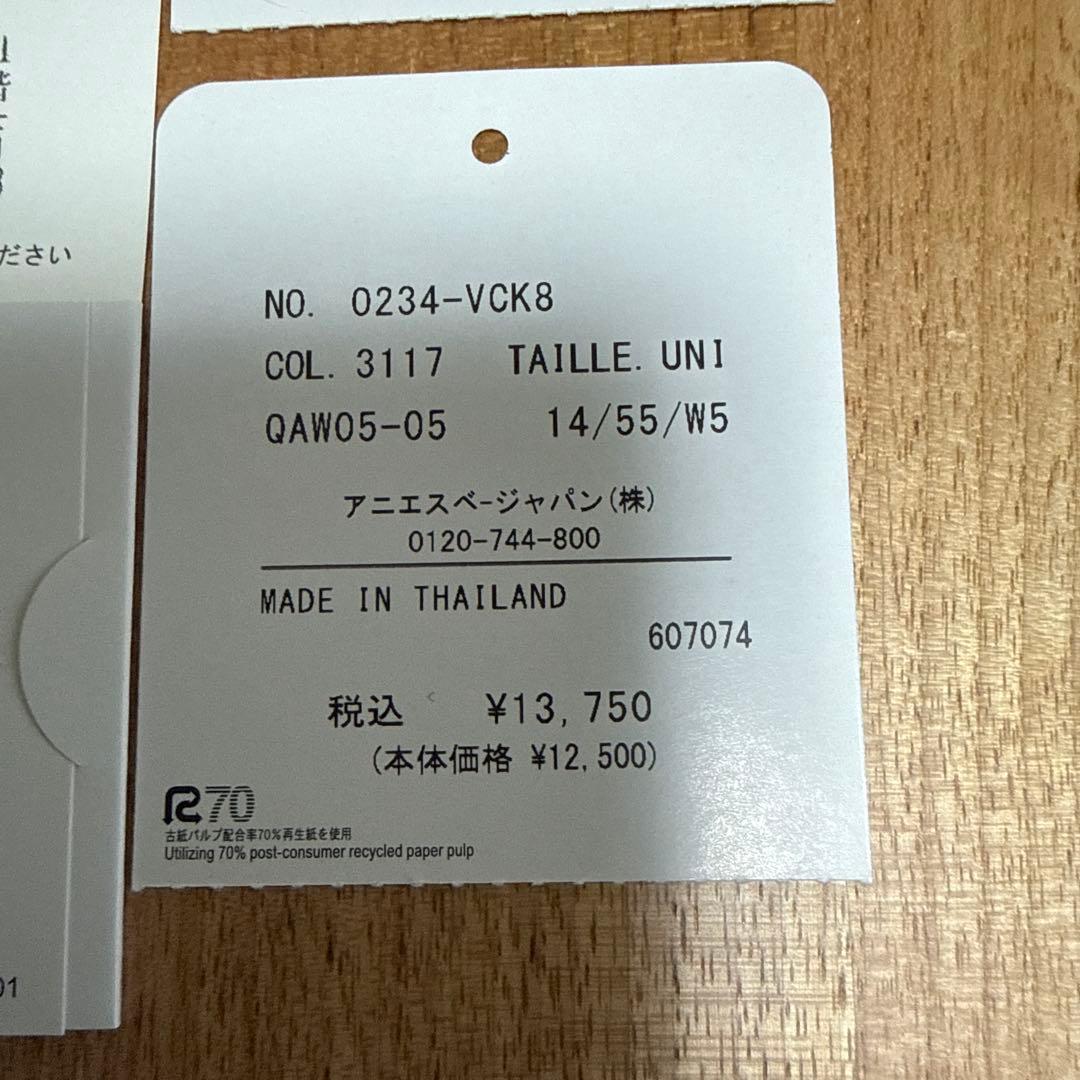 ださい
NO. 0234-VCK8
COL. 3117 TAILLE. UNI
QAW05-05 14/55/W5
アニエスベージャパン(株)
0120-744-800
MADE IN THAILAND
607074
税込 ¥13,750
(本体価格 ¥12,500)
R70
古紙パルプ配合率70%再生紙を使用
Utilizing 70% post-consumer recycled paper pulp
01